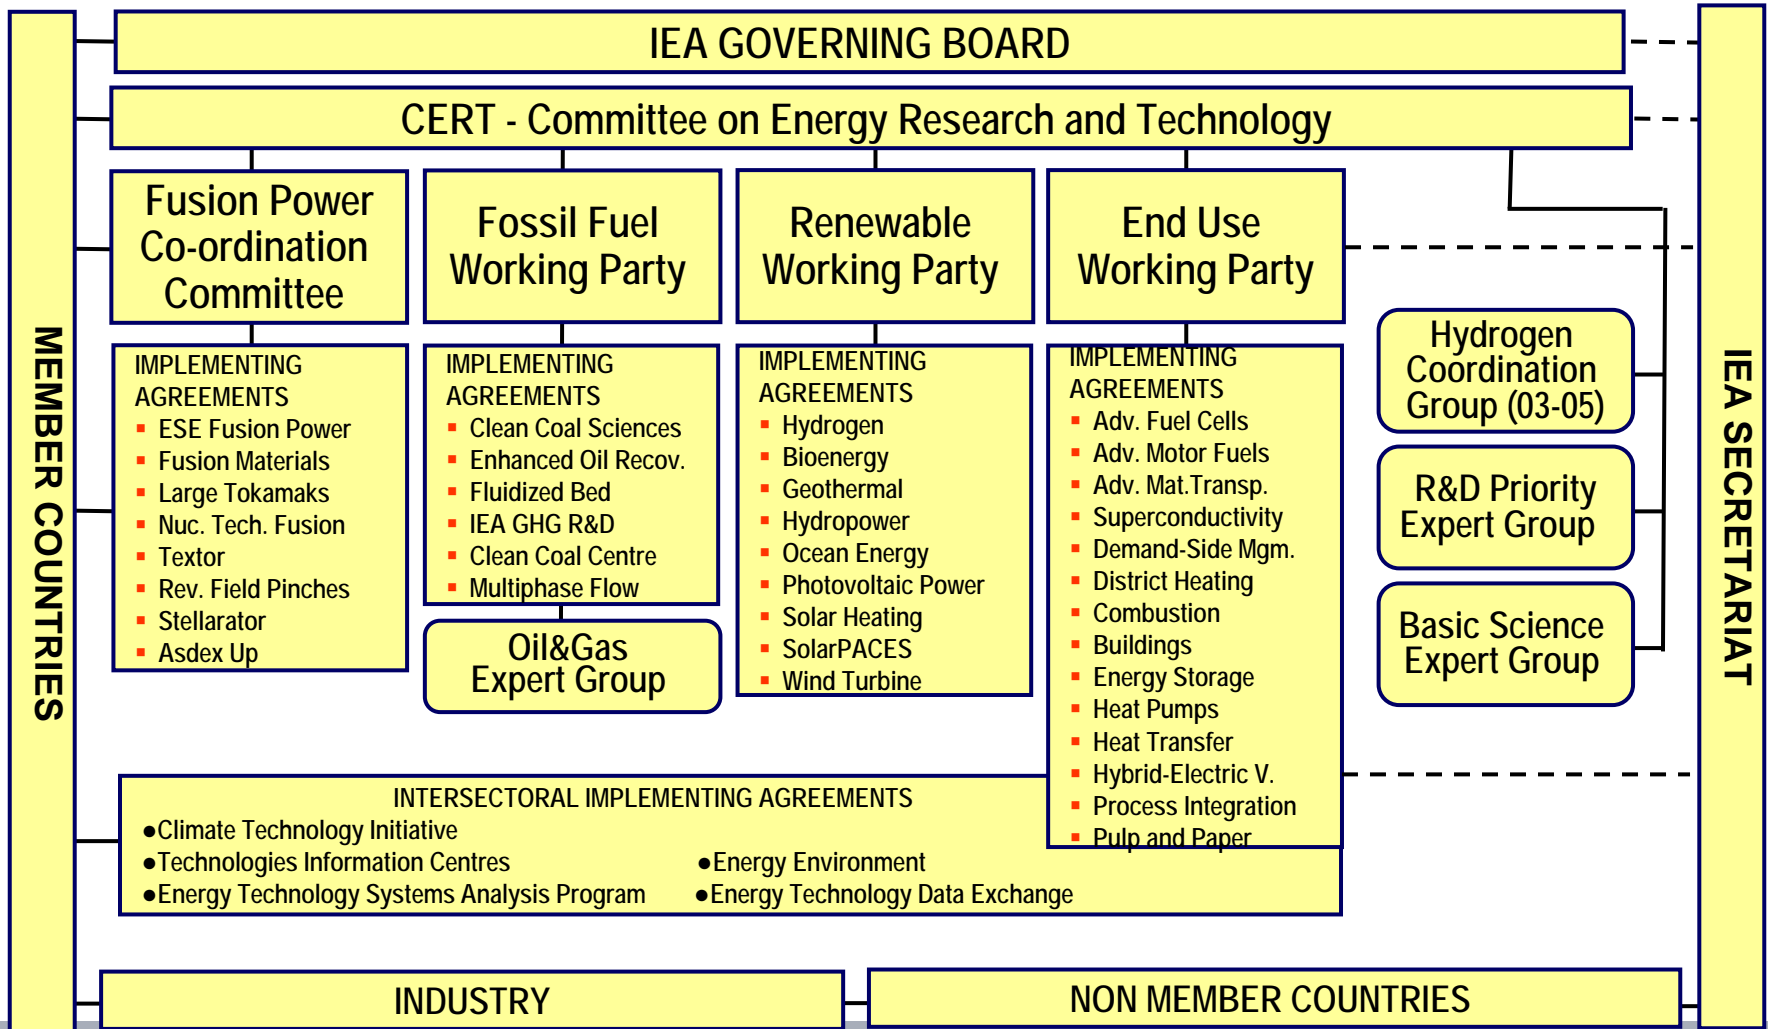 IEA GOVERNING BOARD
CERT - Committee on Energy Research and Technology
MEMBER COUNTRIES
Fusion Power
Co-ordination
Committee
IMPLEMENTING
AGREEMENTS
▪ ESE Fusion Power
▪ Fusion Materials
▪ Large Tokamaks
▪ Nuc. Tech. Fusion
▪ Textor
▪ Rev. Field Pinches
▪ Stellarator
▪ Asdex Up
Fossil Fuel
Working Party
IMPLEMENTING
AGREEMENTS
▪ Clean Coal Sciences
▪ Enhanced Oil Recov.
▪ Fluidized Bed
▪ IEA GHG R&D
▪ Clean Coal Centre
▪ Multiphase Flow
Oil&Gas
Expert Group
Renewable
Working Party
IMPLEMENTING
AGREEMENTS
▪ Hydrogen
▪ Bioenergy
▪ Geothermal
▪ Hydropower
▪ Ocean Energy
▪ Photovoltaic Power
▪ Solar Heating
▪ SolarPACES
▪ Wind Turbine
End Use
Working Party
IMPLEMENTING
AGREEMENTS
▪ Adv. Fuel Cells
▪ Adv. Motor Fuels
▪ Adv. Mat.Transp.
▪ Superconductivity
▪ Demand-Side Mgm.
▪ District Heating
▪ Combustion
▪ Buildings
▪ Energy Storage
▪ Heat Pumps
▪ Heat Transfer
▪ Hybrid-Electric V.
▪ Process Integration
▪ Pulp and Paper
Hydrogen
Coordination
Group (03-05)
R&D Priority
Expert Group
Basic Science
Expert Group
IEA SECRETARIAT
INTERSECTORAL IMPLEMENTING AGREEMENTS
●Climate Technology Initiative
●Technologies Information Centres ●Energy Environment
●Energy Technology Systems Analysis Program ●Energy Technology Data Exchange
INDUSTRY
NON MEMBER COUNTRIES